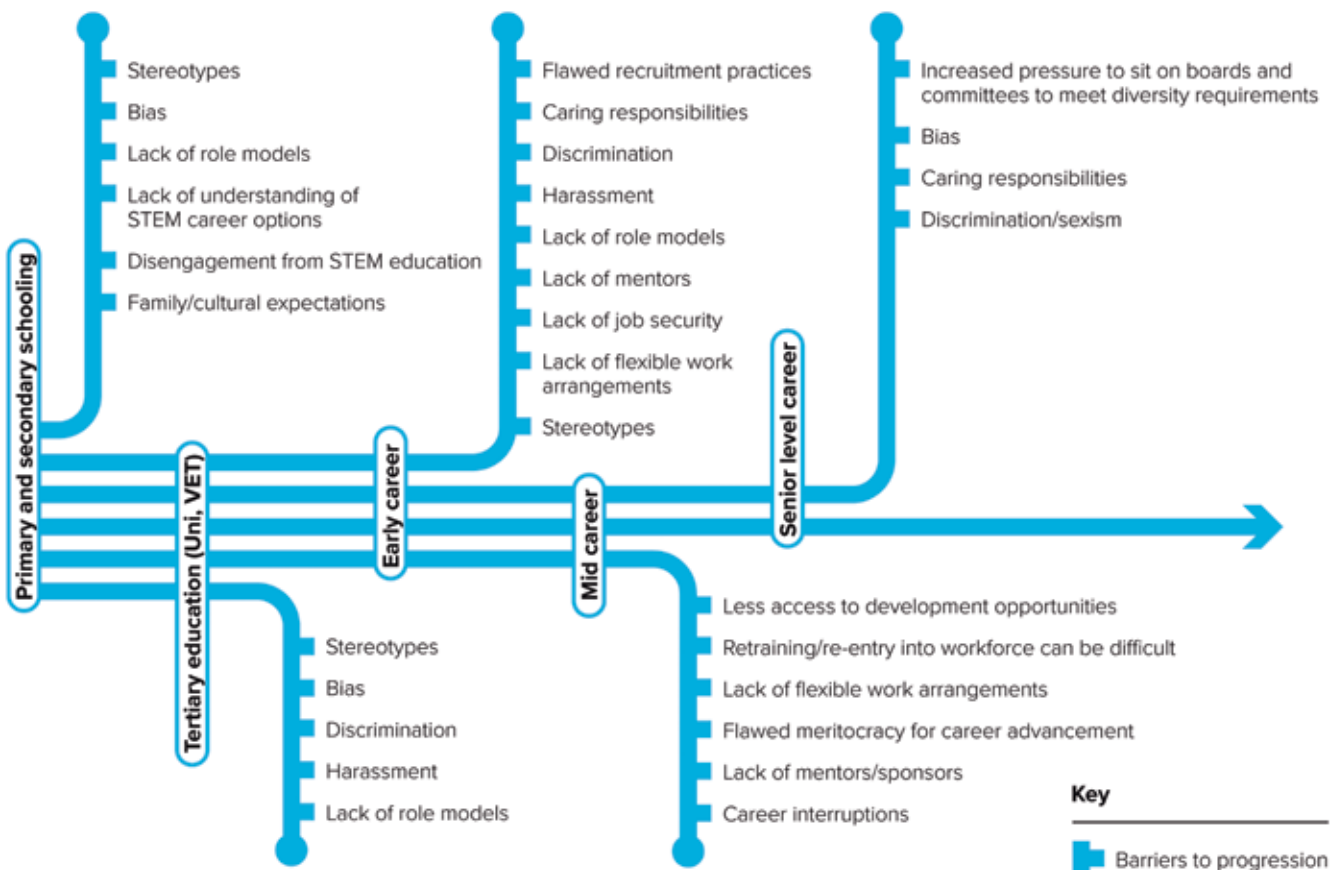 Primary and secondary schooling
Stereotypes
Bias
Lack of role models
Lack of understanding of
STEM career options
Disengagement from STEM education
Family/cultural expectations
Tertiary education (Uni, VET)
Stereotypes
Bias
Discrimination
Harassment
Lack of role models
Early career
Flawed recruitment practices
Caring responsibilities
Discrimination
Harassment
Lack of role models
Lack of mentors
Lack of job security
Lack of flexible work
arrangements
Stereotypes
Mid career
Less access to development opportunities
Retraining/re-entry into workforce can be difficult
Lack of flexible work arrangements
Flawed meritocracy for career advancement
Lack of mentors/sponsors
Career interruptions
Senior level career
Increased pressure to sit on boards and
committees to meet diversity requirements
Bias
Caring responsibilities
Discrimination/sexism
Key
Barriers to progression